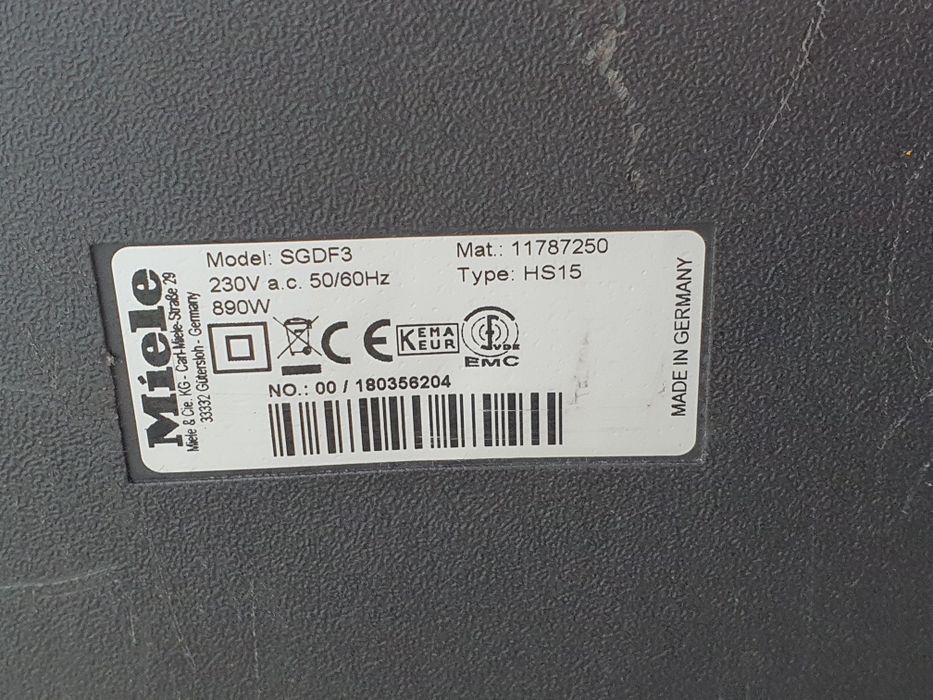 Miele
Miele & Cie. KG - Carl-Miele-Straße 29
33332 Gütersloh - Germany
Model: SGDF3
Mat.: 11787250
230V a.c. 50/60Hz
Type: HS15
890W
CE
KEMA
KEUR
VDE
EMC
NO.: 00 / 180356204
MADE IN GERMANY